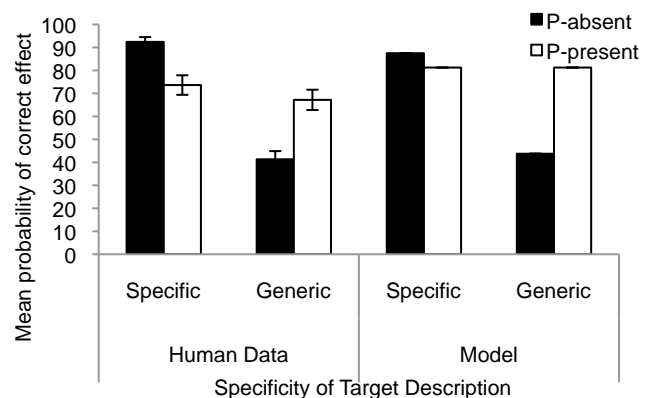 Mean probability of correct effect
100
90
80
70
60
50
40
30
20
10
0
P-absent
P-present
Specific Generic Specific Generic
Human Data Model
Specificity of Target Description